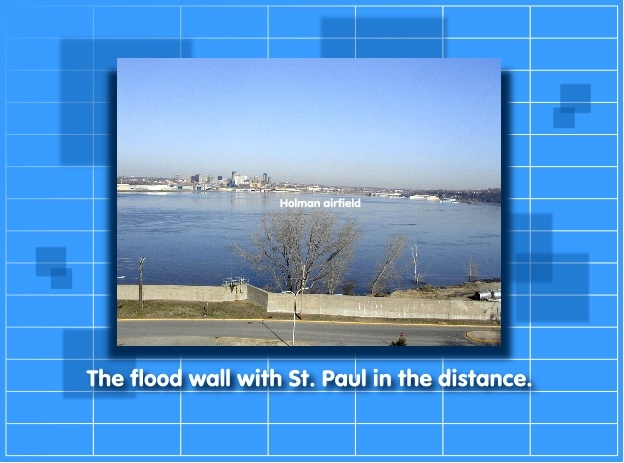 Holman airfield
The flood wall with St. Paul in the distance.